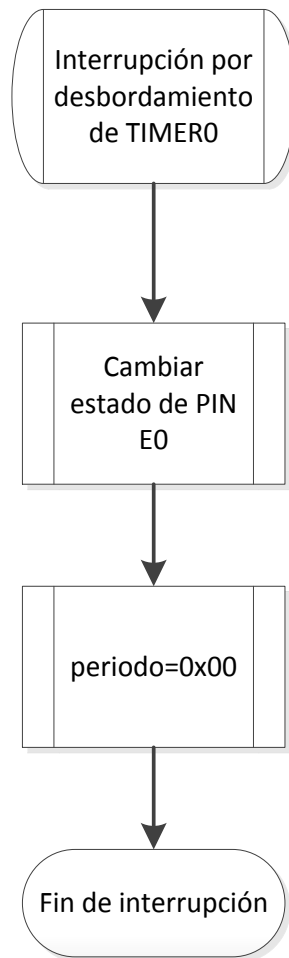 Interrupción por
desbordamiento
de TIMER0
Cambiar
estado de PIN
E0
periodo=0x00
Fin de interrupción